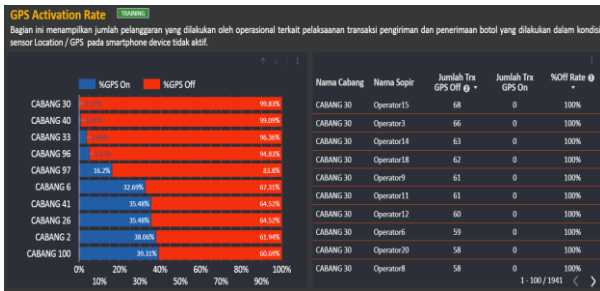 GPS Activation Rate TRAINING
Bagian ini menampilkan jumlah pelanggaran yang dilakukan oleh operasional terkait pelaksanaan transaksi pengiriman dan penerimaan botol yang dilakukan dalam kondisi
sensor Location / GPS pada smartphone device tidak aktif.
%GPS On %GPS Off
CABANG 30 99.83%
CABANG 40 99.09%
CABANG 33 96.36%
CABANG 96 94.83%
CABANG 97 16.2% 83.8%
CABANG 6 32.69% 67.31%
CABANG 41 35.48% 64.52%
CABANG 26 35.48% 64.52%
CABANG 2 38.06% 61.94%
CABANG 100 39.31% 60.69%
0% 20% 40% 60% 80% 100%
10% 30% 50% 70% 90%
Nama Cabang Nama Sopir Jumlah Trx GPS Off Jumlah Trx GPS On %Off Rate
CABANG 30 Operator15 68 0 100%
CABANG 30 Operator3 66 0 100%
CABANG 30 Operator14 63 0 100%
CABANG 30 Operator18 62 0 100%
CABANG 30 Operator9 61 0 100%
CABANG 30 Operator11 61 0 100%
CABANG 30 Operator12 60 0 100%
CABANG 30 Operator6 59 0 100%
CABANG 30 Operator20 58 0 100%
CABANG 30 Operator8 58 0 100%
1 - 100 / 1941